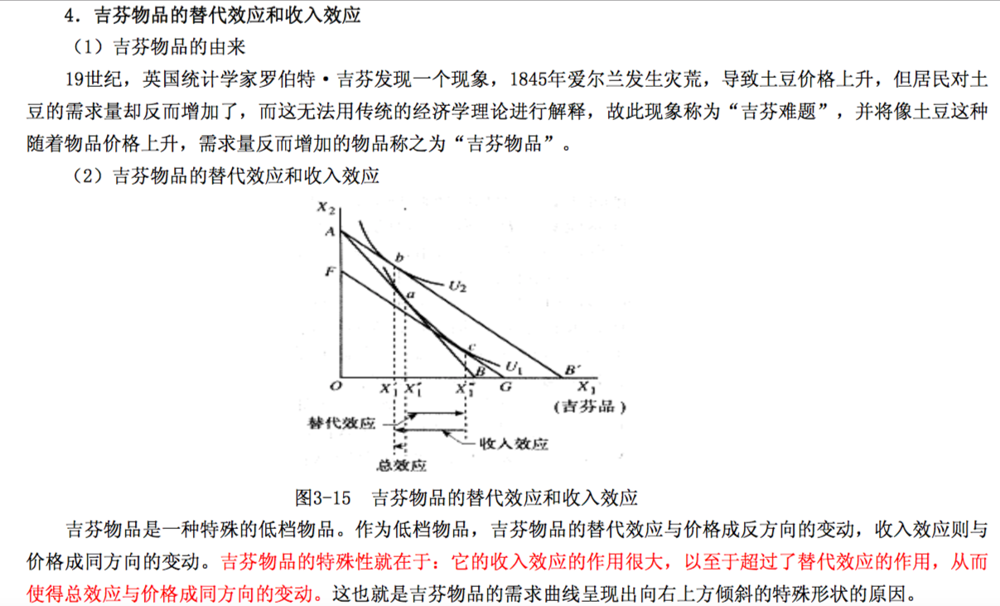 4．吉芬物品的替代效应和收入效应
（1）吉芬物品的由来
19世纪，英国统计学家罗伯特·吉芬发现一个现象，1845年爱尔兰发生灾荒，导致土豆价格上升，但居民对土
豆的需求量却反而增加了，而这无法用传统的经济学理论进行解释，故此现象称为“吉芬难题”，并将像土豆这种
随着物品价格上升，需求量反而增加的物品称之为“吉芬物品”。
（2）吉芬物品的替代效应和收入效应
X₂
A
b
F
U₂
a
c
B
U₁
B′
O
X₁′
X₁″
G
X₁
(吉芬品)
替代效应
收入效应
总效应
图3-15 吉芬物品的替代效应和收入效应
吉芬物品是一种特殊的低档物品。作为低档物品，吉芬物品的替代效应与价格成反方向的变动，收入效应则与
价格成同方向的变动。吉芬物品的特殊性就在于：它的收入效应的作用很大，以至于超过了替代效应的作用，从而
使得总效应与价格成同方向的变动。这也就是吉芬物品的需求曲线呈现出向右上方倾斜的特殊形状的原因。